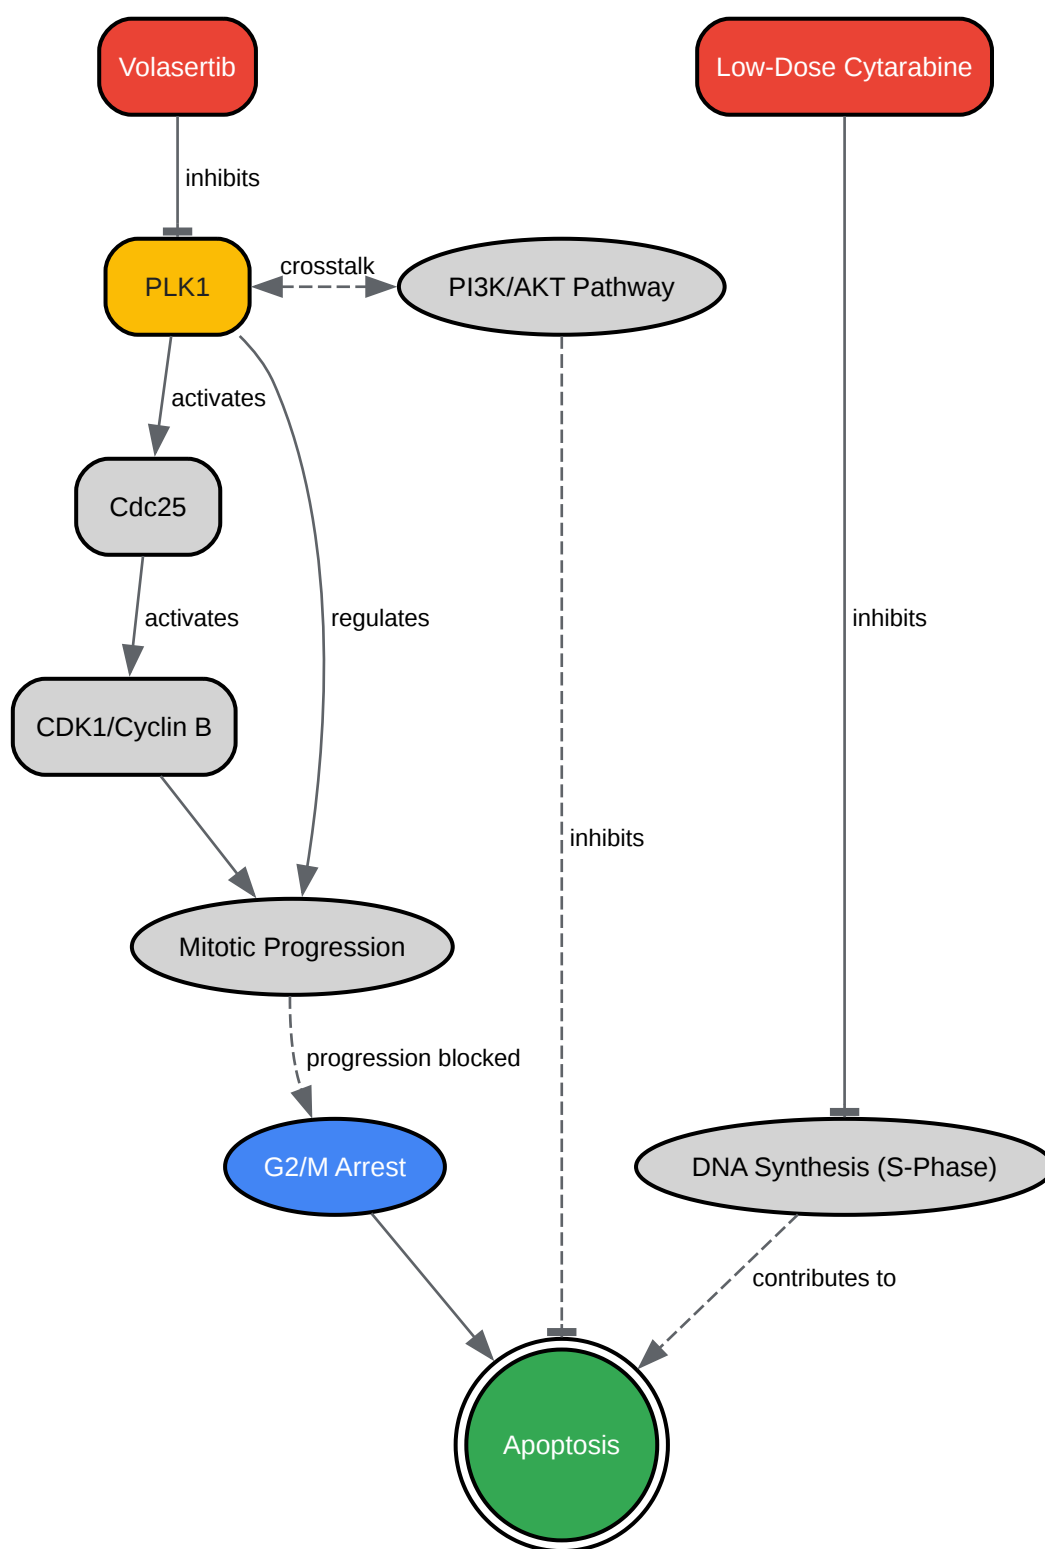 Volasertib
Low-Dose Cytarabine
inhibits
PLK1
crosstalk
PI3K/AKT Pathway
activates
Cdc25
activates
regulates
inhibits
CDK1/Cyclin B
inhibits
Mitotic Progression
progression blocked
G2/M Arrest
DNA Synthesis (S-Phase)
contributes to
Apoptosis